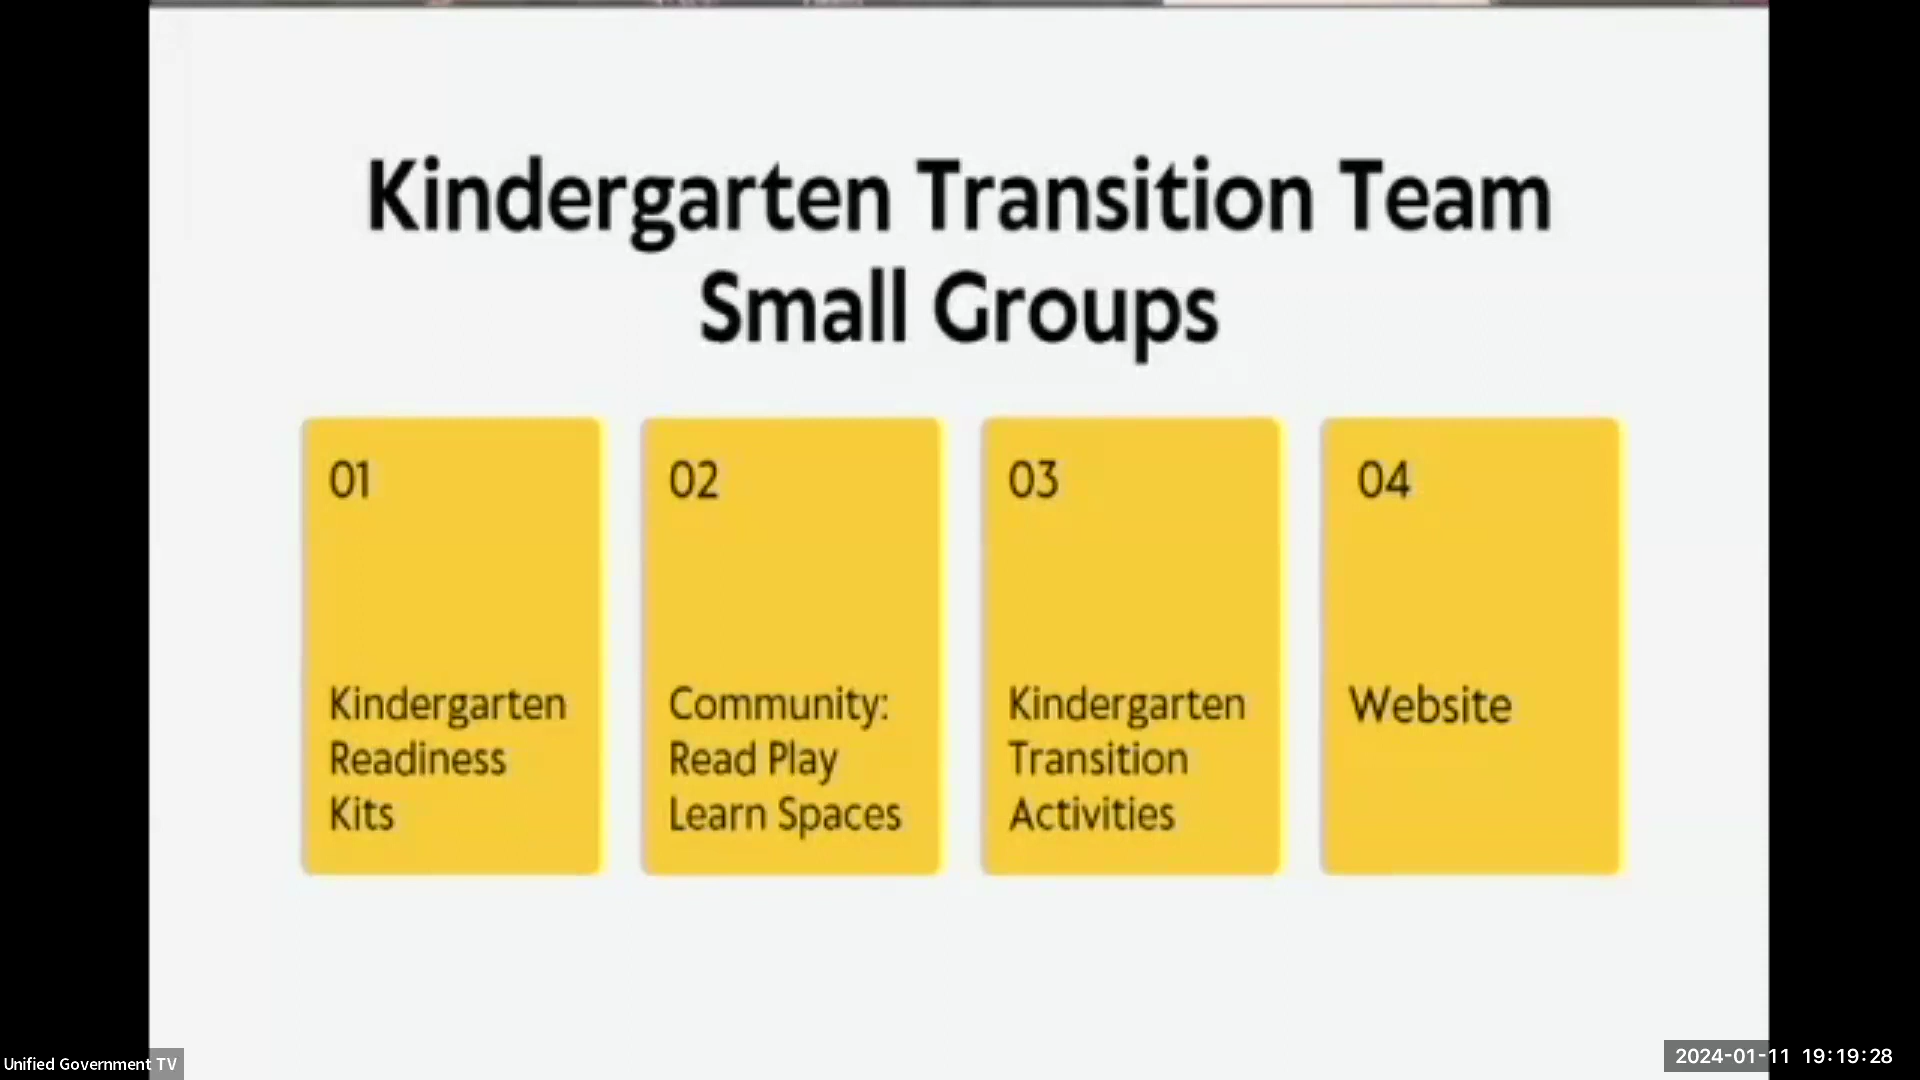 Kindergarten Transition Team
Small Groups
01
Kindergarten
Readiness
Kits
02
Community:
Read Play
Learn Spaces
03
Kindergarten
Transition
Activities
04
Website
Unified Government TV
2024-01-11 19:19:28